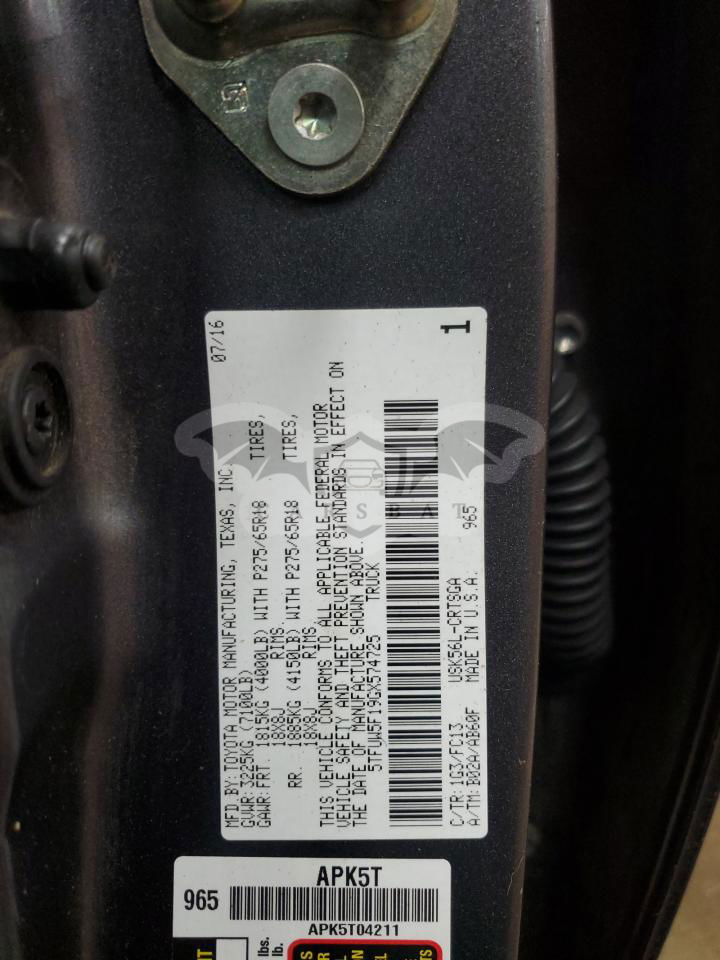 07/16
1
MFD.BY:TOYOTA MOTOR MANUFACTURING, TEXAS, INC.
GVWR:3225KG (7100LB)
GAWR:FRT. 1815KG (4000LB) WITH P275/65R18 TIRES,
18X8J RIMS.
RR. 1885KG (4150LB) WITH P275/65R18 TIRES,
18X8J RIMS.
THIS VEHICLE CONFORMS TO ALL APPLICABLE FEDERAL MOTOR
VEHICLE SAFETY AND THEFT PREVENTION STANDARDS IN EFFECT ON
THE DATE OF MANUFACTURE SHOWN ABOVE.
5TFUW5F19GX574725 TRUCK
C/TR:1G3/FC13 USK56L-CRTSGA 965
A/TM:B02A/AB60F MADE IN U.S.A.
APK5T
965
APK5T04211
lbs.
lb.